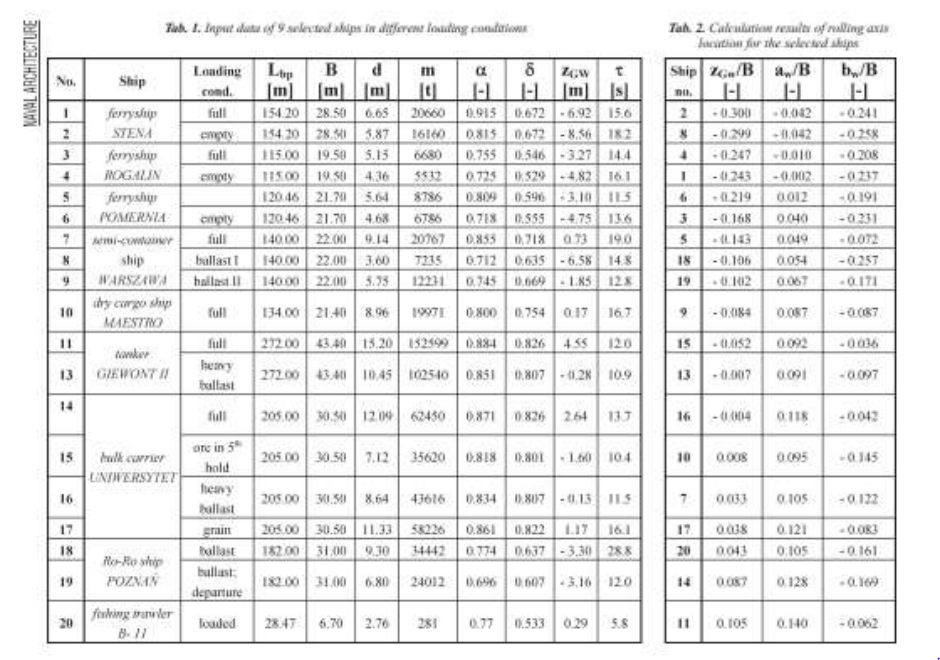 NAVAL ARCHITECTURE
Tab. 1. Input data of 9 selected ships in different loading conditions
No. Ship Loading cond. Lbp [m] B [m] d [m] m [t] α [-] δ [-] zGW [m] τ [s]
1 ferryship full 154.20 28.50 6.65 20660 0.915 0.672 - 6.92 15.6
2 STENA empty 154.20 28.50 5.87 16160 0.815 0.672 - 8.56 18.2
3 ferryship full 115.00 19.50 5.15 6680 0.755 0.546 - 3.27 14.4
4 ROGALIN empty 115.00 19.50 4.36 5532 0.725 0.529 - 4.82 16.1
5 ferryship 120.46 21.70 5.64 8786 0.809 0.596 - 3.10 11.5
6 POMERNIA empty 120.46 21.70 4.68 6786 0.718 0.555 - 4.75 13.6
7 semi-container full 140.00 22.00 9.14 20767 0.855 0.718 0.73 19.0
8 ship ballast I 140.00 22.00 3.60 7235 0.712 0.635 - 6.58 14.8
9 WARSZAWA ballast II 140.00 22.00 5.75 12231 0.745 0.669 - 1.85 12.8
10 dry cargo ship MAESTRO full 134.00 21.40 8.96 19971 0.800 0.754 0.17 16.7
11 tanker full 272.00 43.40 15.20 152599 0.884 0.826 4.55 12.0
13 GIEWONT II heavy ballast 272.00 43.40 10.45 102540 0.851 0.807 - 0.28 10.9
14 full 205.00 30.50 12.09 62450 0.871 0.826 2.64 13.7
15 bulk carrier UNIWERSYTET ore in 5th hold 205.00 30.50 7.12 35620 0.818 0.801 - 1.60 10.4
16 heavy ballast 205.00 30.50 8.64 43616 0.834 0.807 - 0.13 11.5
17 grain 205.00 30.50 11.33 58226 0.861 0.822 1.17 16.1
18 Ro-Ro ship ballast 182.00 31.00 9.30 34442 0.774 0.637 - 3.30 28.8
19 POZNAŃ ballast; departure 182.00 31.00 6.80 24012 0.696 0.607 - 3.16 12.0
20 fishing trawler B- 11 loaded 28.47 6.70 2.76 281 0.77 0.533 0.29 5.8
Tab. 2. Calculation results of rolling axis
location for the selected ships
Ship no. zGw/B [-] aw/B [-] bw/B [-]
2 - 0.300 - 0.042 - 0.241
8 - 0.299 - 0.042 - 0.258
4 - 0.247 - 0.010 - 0.208
1 - 0.243 - 0.002 - 0.237
6 - 0.219 0.012 - 0.191
3 - 0.168 0.040 - 0.231
5 - 0.143 0.049 - 0.072
18 - 0.106 0.054 - 0.257
19 - 0.102 0.067 - 0.171
9 - 0.084 0.087 - 0.087
15 - 0.052 0.092 - 0.036
13 - 0.007 0.091 - 0.097
16 - 0.004 0.118 - 0.042
10 0.008 0.095 - 0.145
7 0.033 0.105 - 0.122
17 0.038 0.121 - 0.083
20 0.043 0.105 - 0.161
14 0.087 0.128 - 0.169
11 0.105 0.140 - 0.062